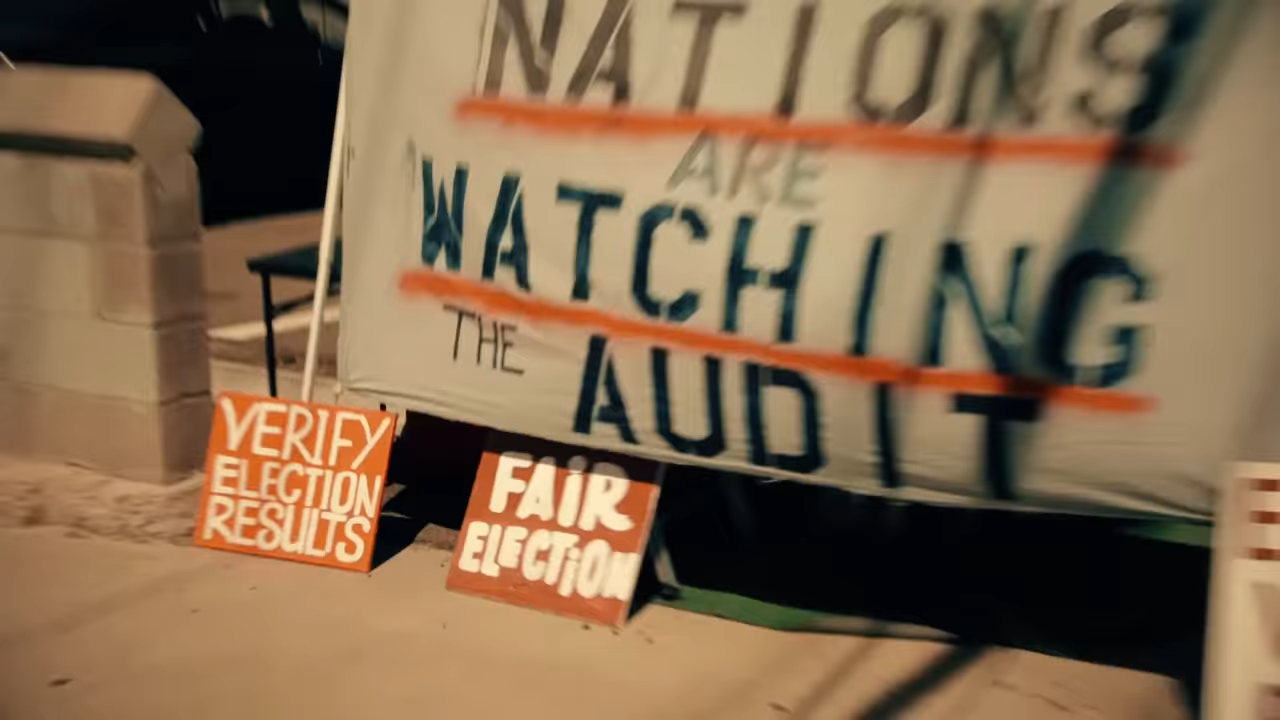 NATIONS
ARE
WATCHING
THE AUDIT
VERIFY
ELECTION
RESULTS
FAIR
ELECTION